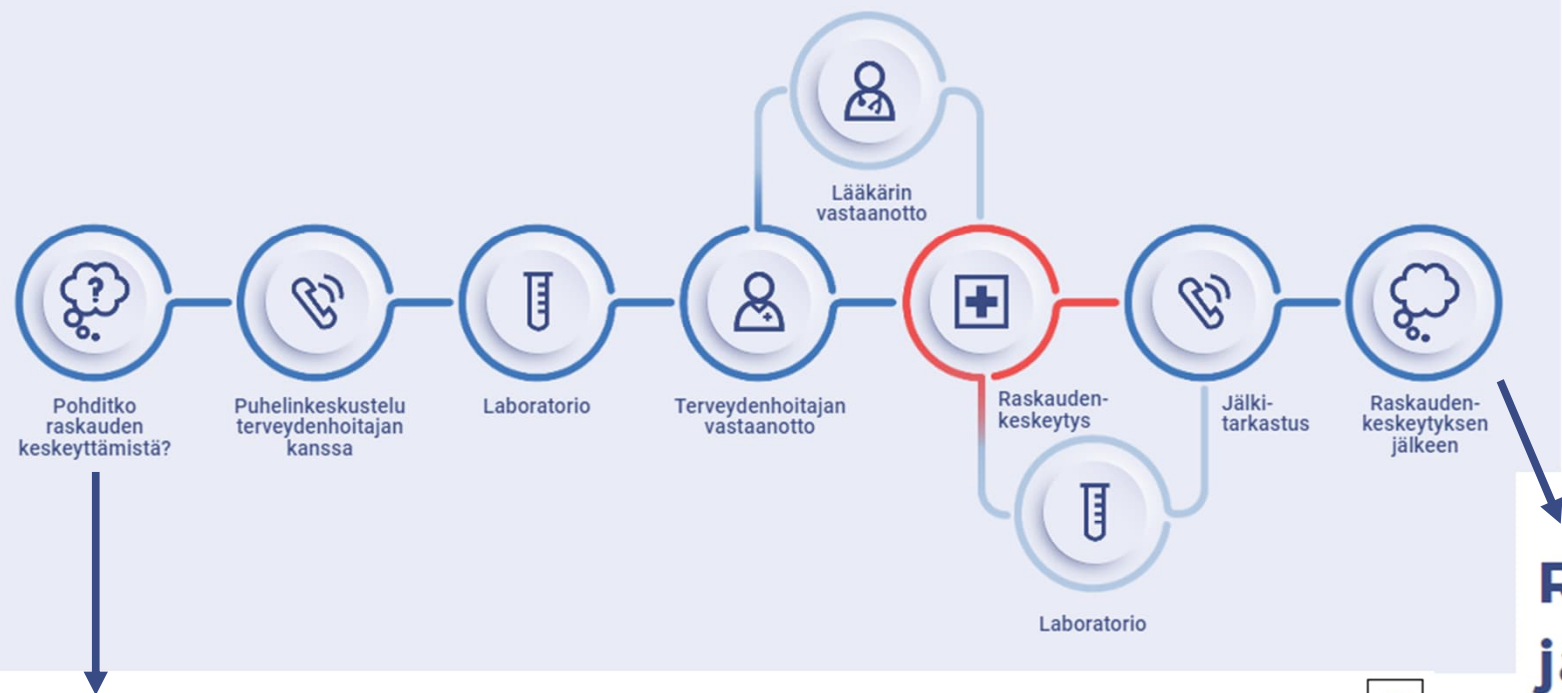 Lääkärin
vastaanotto
Pohditko
raskauden
keskeyttämistä?
Puhelinkeskustelu
terveydenhoitajan
kanssa
Laboratorio
Terveydenhoitajan
vastaanotto
Raskauden-
keskeytys
Jälki-
tarkastus
Raskauden-
keskeytyksen
jälkeen
Laboratorio